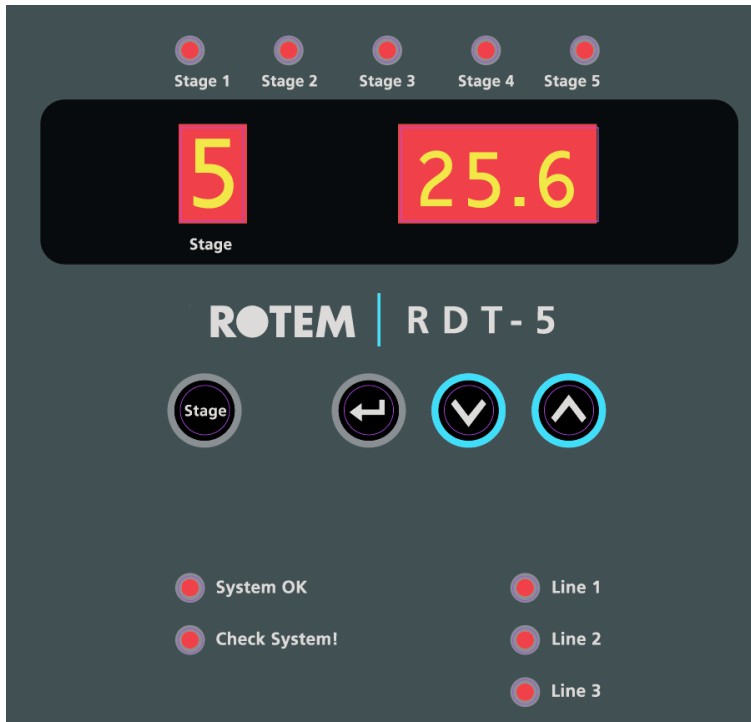 Stage 1 Stage 2 Stage 3 Stage 4 Stage 5
5 25.6
Stage
ROTEM RDT-5
Stage
System OK Line 1
Check System! Line 2
Line 3